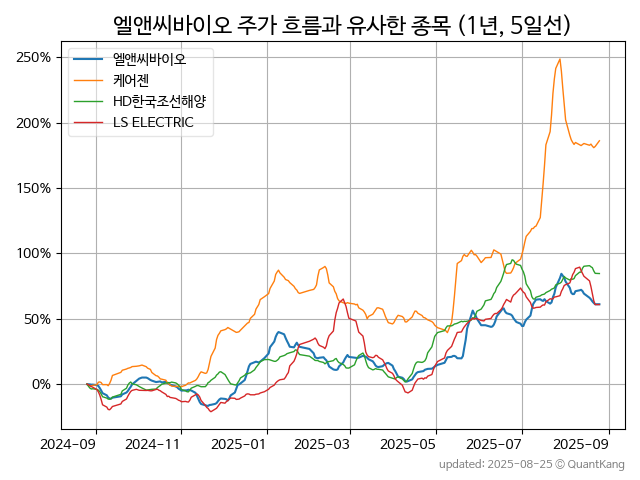 엘앤씨바이오 주가 흐름과 유사한 종목 (1년, 5일선)
엘앤씨바이오
케어젠
HD한국조선해양
LS ELECTRIC
250%
200%
150%
100%
50%
0%
2024-09 2024-11 2025-01 2025-03 2025-05 2025-07 2025-09
updated: 2025-08-25 © QuantKang